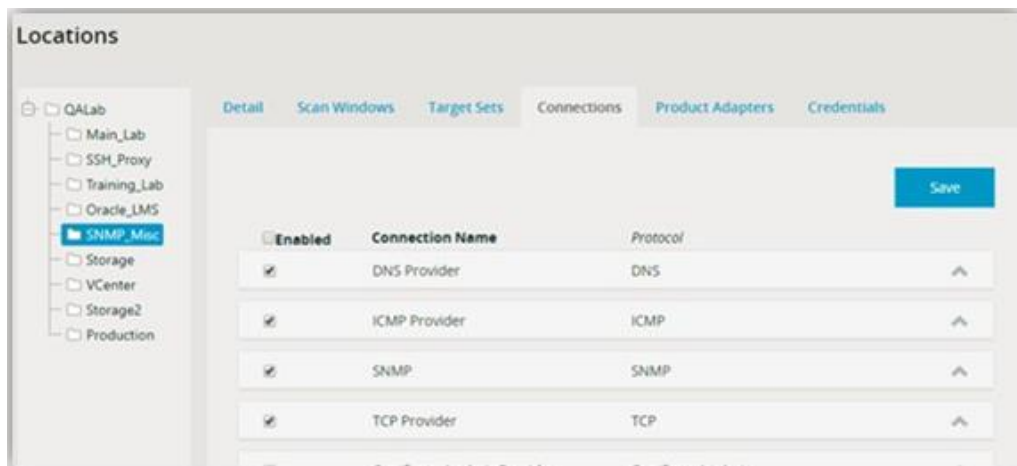 Locations
QALab
Main_Lab
SSH_Proxy
Training_Lab
Oracle_LMS
SNMP_Misc
Storage
VCenter
Storage2
Production
Detail Scan Windows Target Sets Connections Product Adapters Credentials
Save
Enabled Connection Name Protocol
DNS Provider DNS
ICMP Provider ICMP
SNMP SNMP
TCP Provider TCP